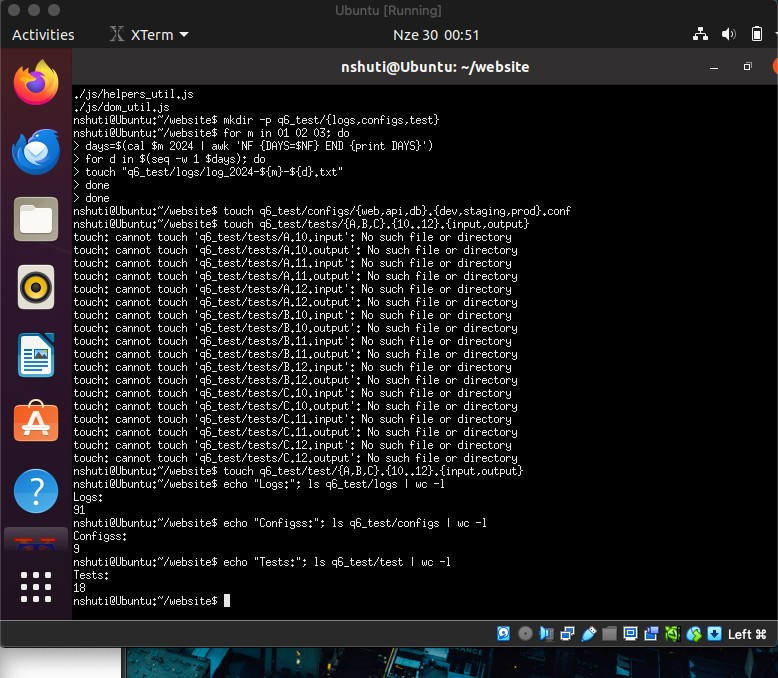 Ubuntu [Running]
Activities
XTerm
Nze 30 00:51
nshuti@Ubuntu: ~/website
./js/helpers_util.js
./js/dom_util.js
nshuti@Ubuntu:~/website$ mkdir -p q6_test/{logs,configs,test}
nshuti@Ubuntu:~/website$ for m in 01 02 03; do
> days=$(cal $m 2024 | awk 'NF {DAYS=$NF} END {print DAYS}')
> for d in $(seq -w 1 $days); do
> touch "q6_test/logs/log_2024-${m}-${d}.txt"
> done
> done
nshuti@Ubuntu:~/website$ touch q6_test/configs/{web,api,db}.{dev,staging,prod}.conf
nshuti@Ubuntu:~/website$ touch q6_test/tests/{A,B,C}.{10..12}.{input,output}
touch: cannot touch 'q6_test/tests/A.10.input': No such file or directory
touch: cannot touch 'q6_test/tests/A.10.output': No such file or directory
touch: cannot touch 'q6_test/tests/A.11.input': No such file or directory
touch: cannot touch 'q6_test/tests/A.11.output': No such file or directory
touch: cannot touch 'q6_test/tests/A.12.input': No such file or directory
touch: cannot touch 'q6_test/tests/A.12.output': No such file or directory
touch: cannot touch 'q6_test/tests/B.10.input': No such file or directory
touch: cannot touch 'q6_test/tests/B.10.output': No such file or directory
touch: cannot touch 'q6_test/tests/B.11.input': No such file or directory
touch: cannot touch 'q6_test/tests/B.11.output': No such file or directory
touch: cannot touch 'q6_test/tests/B.12.input': No such file or directory
touch: cannot touch 'q6_test/tests/B.12.output': No such file or directory
touch: cannot touch 'q6_test/tests/C.10.input': No such file or directory
touch: cannot touch 'q6_test/tests/C.10.output': No such file or directory
touch: cannot touch 'q6_test/tests/C.11.input': No such file or directory
touch: cannot touch 'q6_test/tests/C.11.output': No such file or directory
touch: cannot touch 'q6_test/tests/C.12.input': No such file or directory
touch: cannot touch 'q6_test/tests/C.12.output': No such file or directory
nshuti@Ubuntu:~/website$ touch q6_test/test/{A,B,C}.{10..12}.{input,output}
nshuti@Ubuntu:~/website$ echo "Logs:"; ls q6_test/logs | wc -l
Logs:
91
nshuti@Ubuntu:~/website$ echo "Configss:"; ls q6_test/configs | wc -l
Configss:
9
nshuti@Ubuntu:~/website$ echo "Tests:"; ls q6_test/test | wc -l
Tests:
18
nshuti@Ubuntu:~/website$
Left ⌘